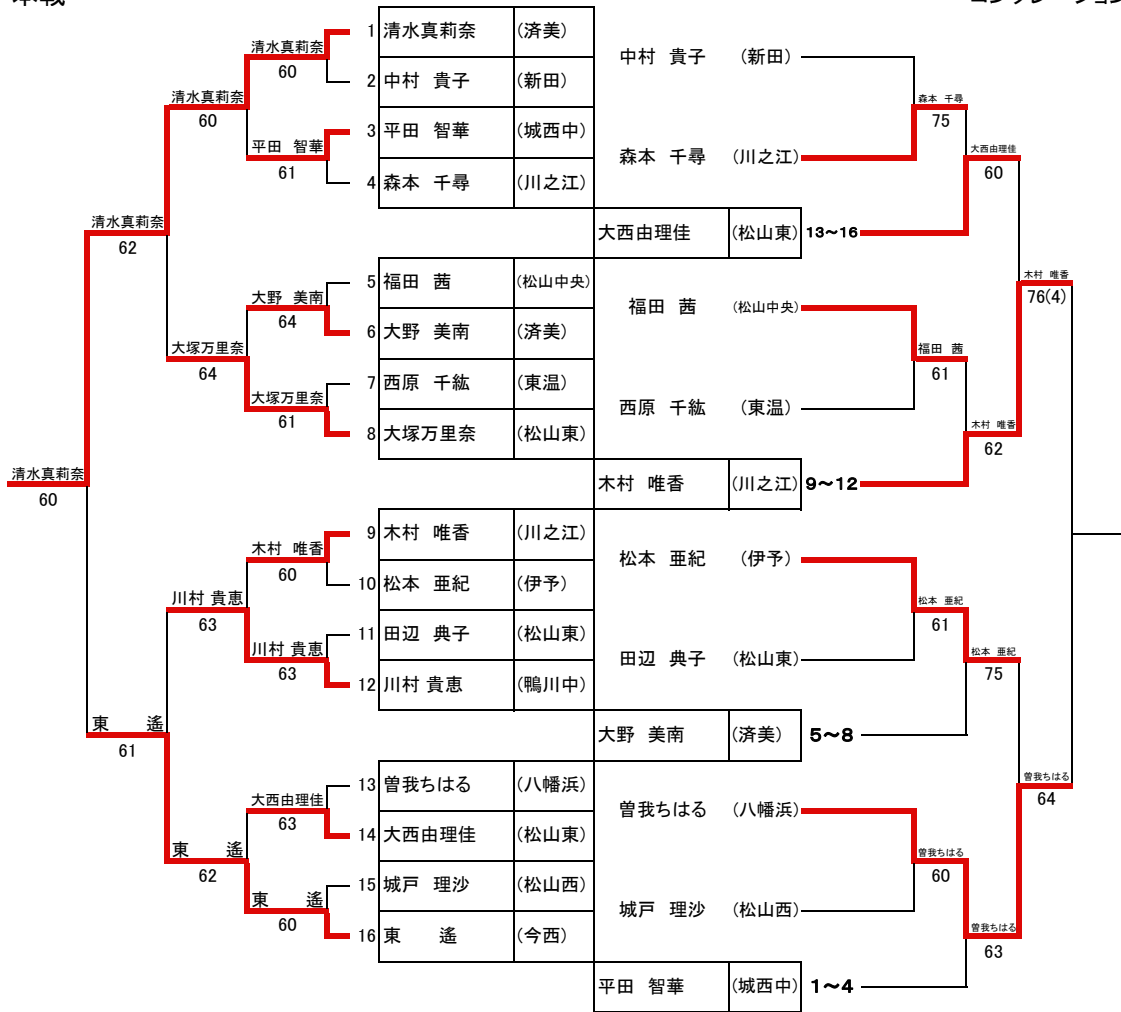 清水真莉奈
60
清水真莉奈
60
平田 智華
61
清水真莉奈
62
大野 美南
64
大塚万里奈
64
大塚万里奈
61
清水真莉奈
60
木村 唯香
60
川村 貴恵
63
川村 貴恵
63
東 遙
61
大西由理佳
63
東 遙
62
東 遙
60
1 清水真莉奈 (済美)
2 中村 貴子 (新田)
3 平田 智華 (城西中)
4 森本 千尋 (川之江)
5 福田 茜 (松山中央)
6 大野 美南 (済美)
7 西原 千紘 (東温)
8 大塚万里奈 (松山東)
9 木村 唯香 (川之江)
10 松本 亜紀 (伊予)
11 田辺 典子 (松山東)
12 川村 貴恵 (鴨川中)
13 曽我ちはる (八幡浜)
14 大西由理佳 (松山東)
15 城戸 理沙 (松山西)
16 東 遙 (今西)
中村 貴子 (新田)
森本 千尋 (川之江)
大西由理佳 (松山東) 13～16
福田 茜 (松山中央)
西原 千紘 (東温)
木村 唯香 (川之江) 9～12
松本 亜紀 (伊予)
田辺 典子 (松山東)
大野 美南 (済美) 5～8
曽我ちはる (八幡浜)
城戸 理沙 (松山西)
平田 智華 (城西中) 1～4
森本 千尋
75
大西由理佳
60
木村 唯香
76(4)
福田 茜
61
木村 唯香
62
松本 亜紀
61
松本 亜紀
75
曽我ちはる
64
曽我ちはる
60
曽我ちはる
63